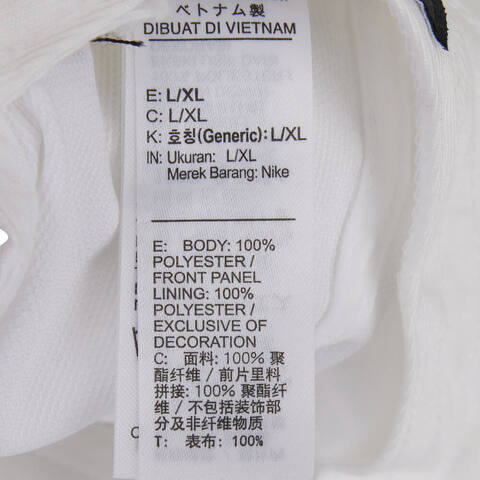 ベトナム製
DIBUAT DI VIETNAM
E: L/XL
C: L/XL
K: 호칭(Generic): L/XL
IN: Ukuran: L/XL
Merek Barang: Nike
E: BODY: 100%
POLYESTER /
FRONT PANEL
LINING: 100%
POLYESTER /
EXCLUSIVE OF
DECORATION
C: 面料: 100% 聚
酯纤维 / 前片里料
拼接: 100% 聚酯纤
维 / 不包括装饰部
分及非纤维物质
T: 表布: 100%